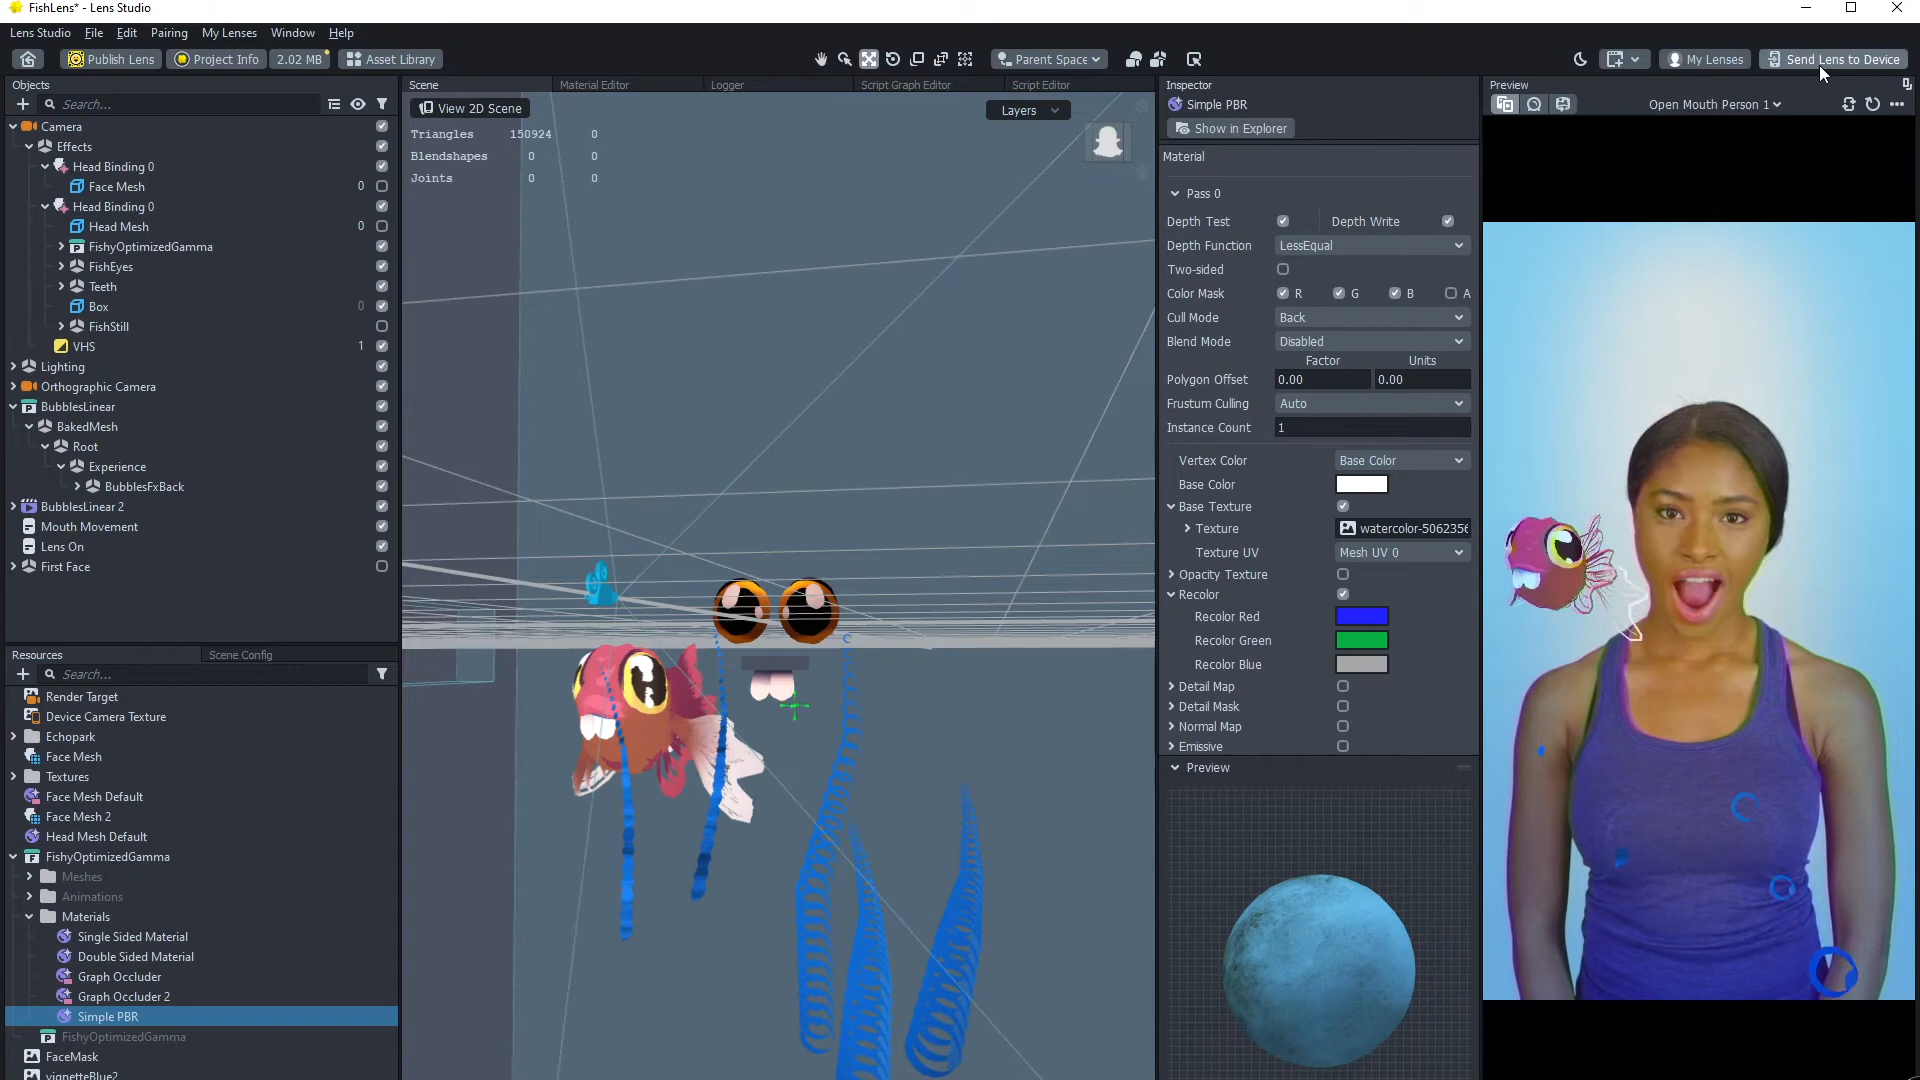 FishLens* - Lens Studio
Lens Studio File Edit Pairing My Lenses Window Help
Publish Lens Project Info 2.02 MB Asset Library Parent Space My Lenses Send Lens to Device
Objects
Search...
Camera
Effects
Head Binding 0
Face Mesh 0
Head Binding 0
Head Mesh 0
FishyOptimizedGamma
FishEyes
Teeth
Box 0
FishStill
VHS 1
Lighting
Orthographic Camera
BubblesLinear
BakedMesh
Root
Experience
BubblesFxBack
BubblesLinear 2
Mouth Movement
Lens On
First Face
Resources Scene Config
Search...
Render Target
Device Camera Texture
Echopark
Face Mesh
Textures
Face Mesh Default
Face Mesh 2
Head Mesh Default
FishyOptimizedGamma
Meshes
Animations
Materials
Single Sided Material
Double Sided Material
Graph Occluder
Graph Occluder 2
Simple PBR
FishyOptimizedGamma
FaceMask
vignetteBlue2
Scene Material Editor Logger Script Graph Editor Script Editor
View 2D Scene Layers
Triangles 150924 0
Blendshapes 0 0
Joints 0 0
Inspector
Simple PBR
Show in Explorer
Material
Pass 0
Depth Test Depth Write
Depth Function LessEqual
Two-sided
Color Mask R G B A
Cull Mode Back
Blend Mode Disabled
Factor Units
Polygon Offset 0.00 0.00
Frustum Culling Auto
Instance Count 1
Vertex Color Base Color
Base Color
Base Texture
Texture watercolor-5062356
Texture UV Mesh UV 0
Opacity Texture
Recolor
Recolor Red
Recolor Green
Recolor Blue
Detail Map
Detail Mask
Normal Map
Emissive
Preview
Preview
Open Mouth Person 1